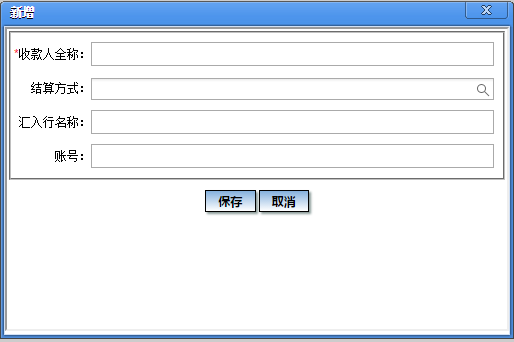 新增
*收款人全称：
结算方式：
汇入行名称：
账号：
保存 取消